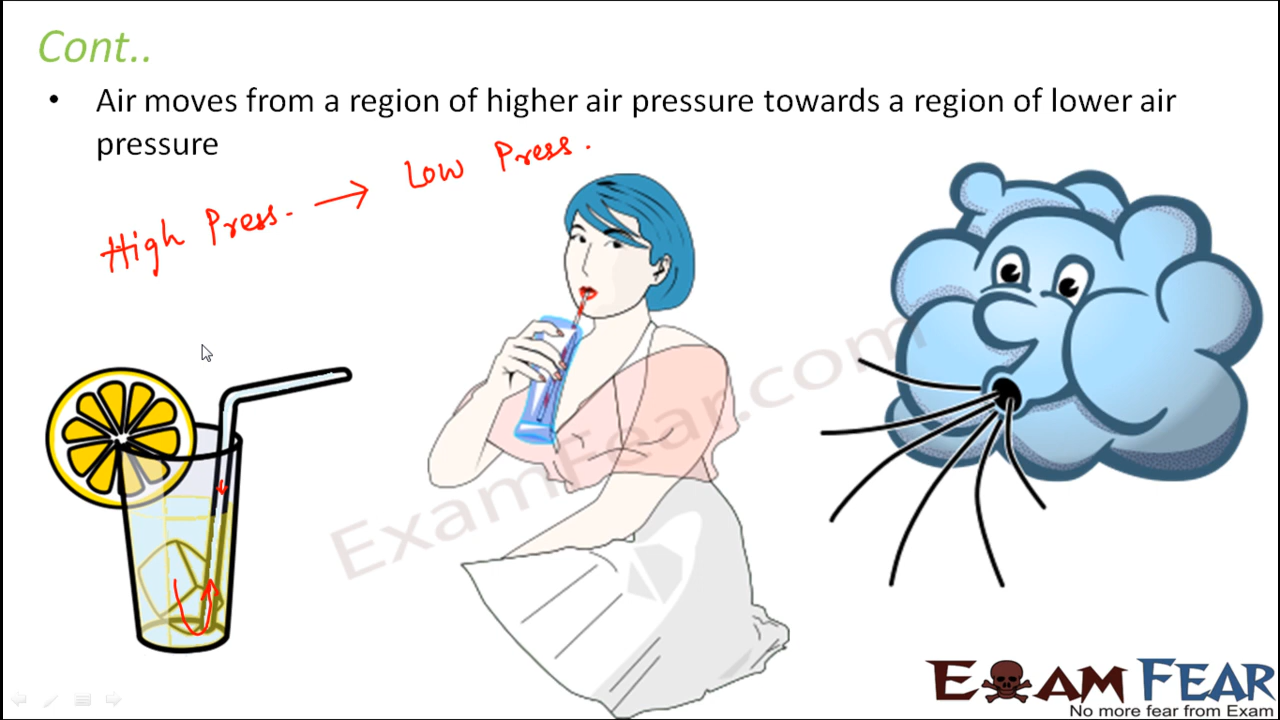 Cont..
• Air moves from a region of higher air pressure towards a region of lower air
pressure
High Press. → Low Press.
ExamFear.com
EXAM FEAR
No more fear from Exam